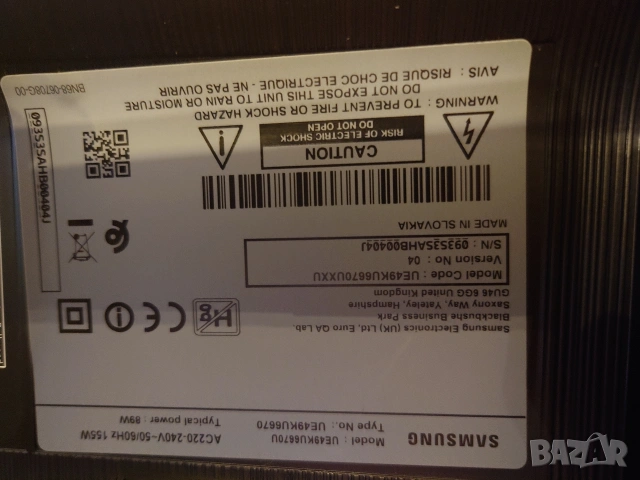 SAMSUNG
Model : UE49KU6670U
Type No.: UE49KU6670
AC220-240V~50/60Hz 155W
Typical power : 89W
Samsung Electronics (UK) Ltd, Euro QA Lab.
Blackbushe Business Park
Saxony Way, Yateley, Hampshire
GU46 6GG United Kingdom
Hg
CE
Model Code : UE49KU6670UXXU
Version No : 04
S/N : 093S3SAHB00404J
MADE IN SLOVAKIA
CAUTION
RISK OF ELECTRIC SHOCK
DO NOT OPEN
WARNING : TO PREVENT FIRE OR SHOCK HAZARD
DO NOT EXPOSE THIS UNIT TO RAIN OR MOISTURE
AVIS : RISQUE DE CHOC ELECTRIQUE - NE PAS OUVRIR
093S3SAHB00404J
BN68-06708G-00
bazar